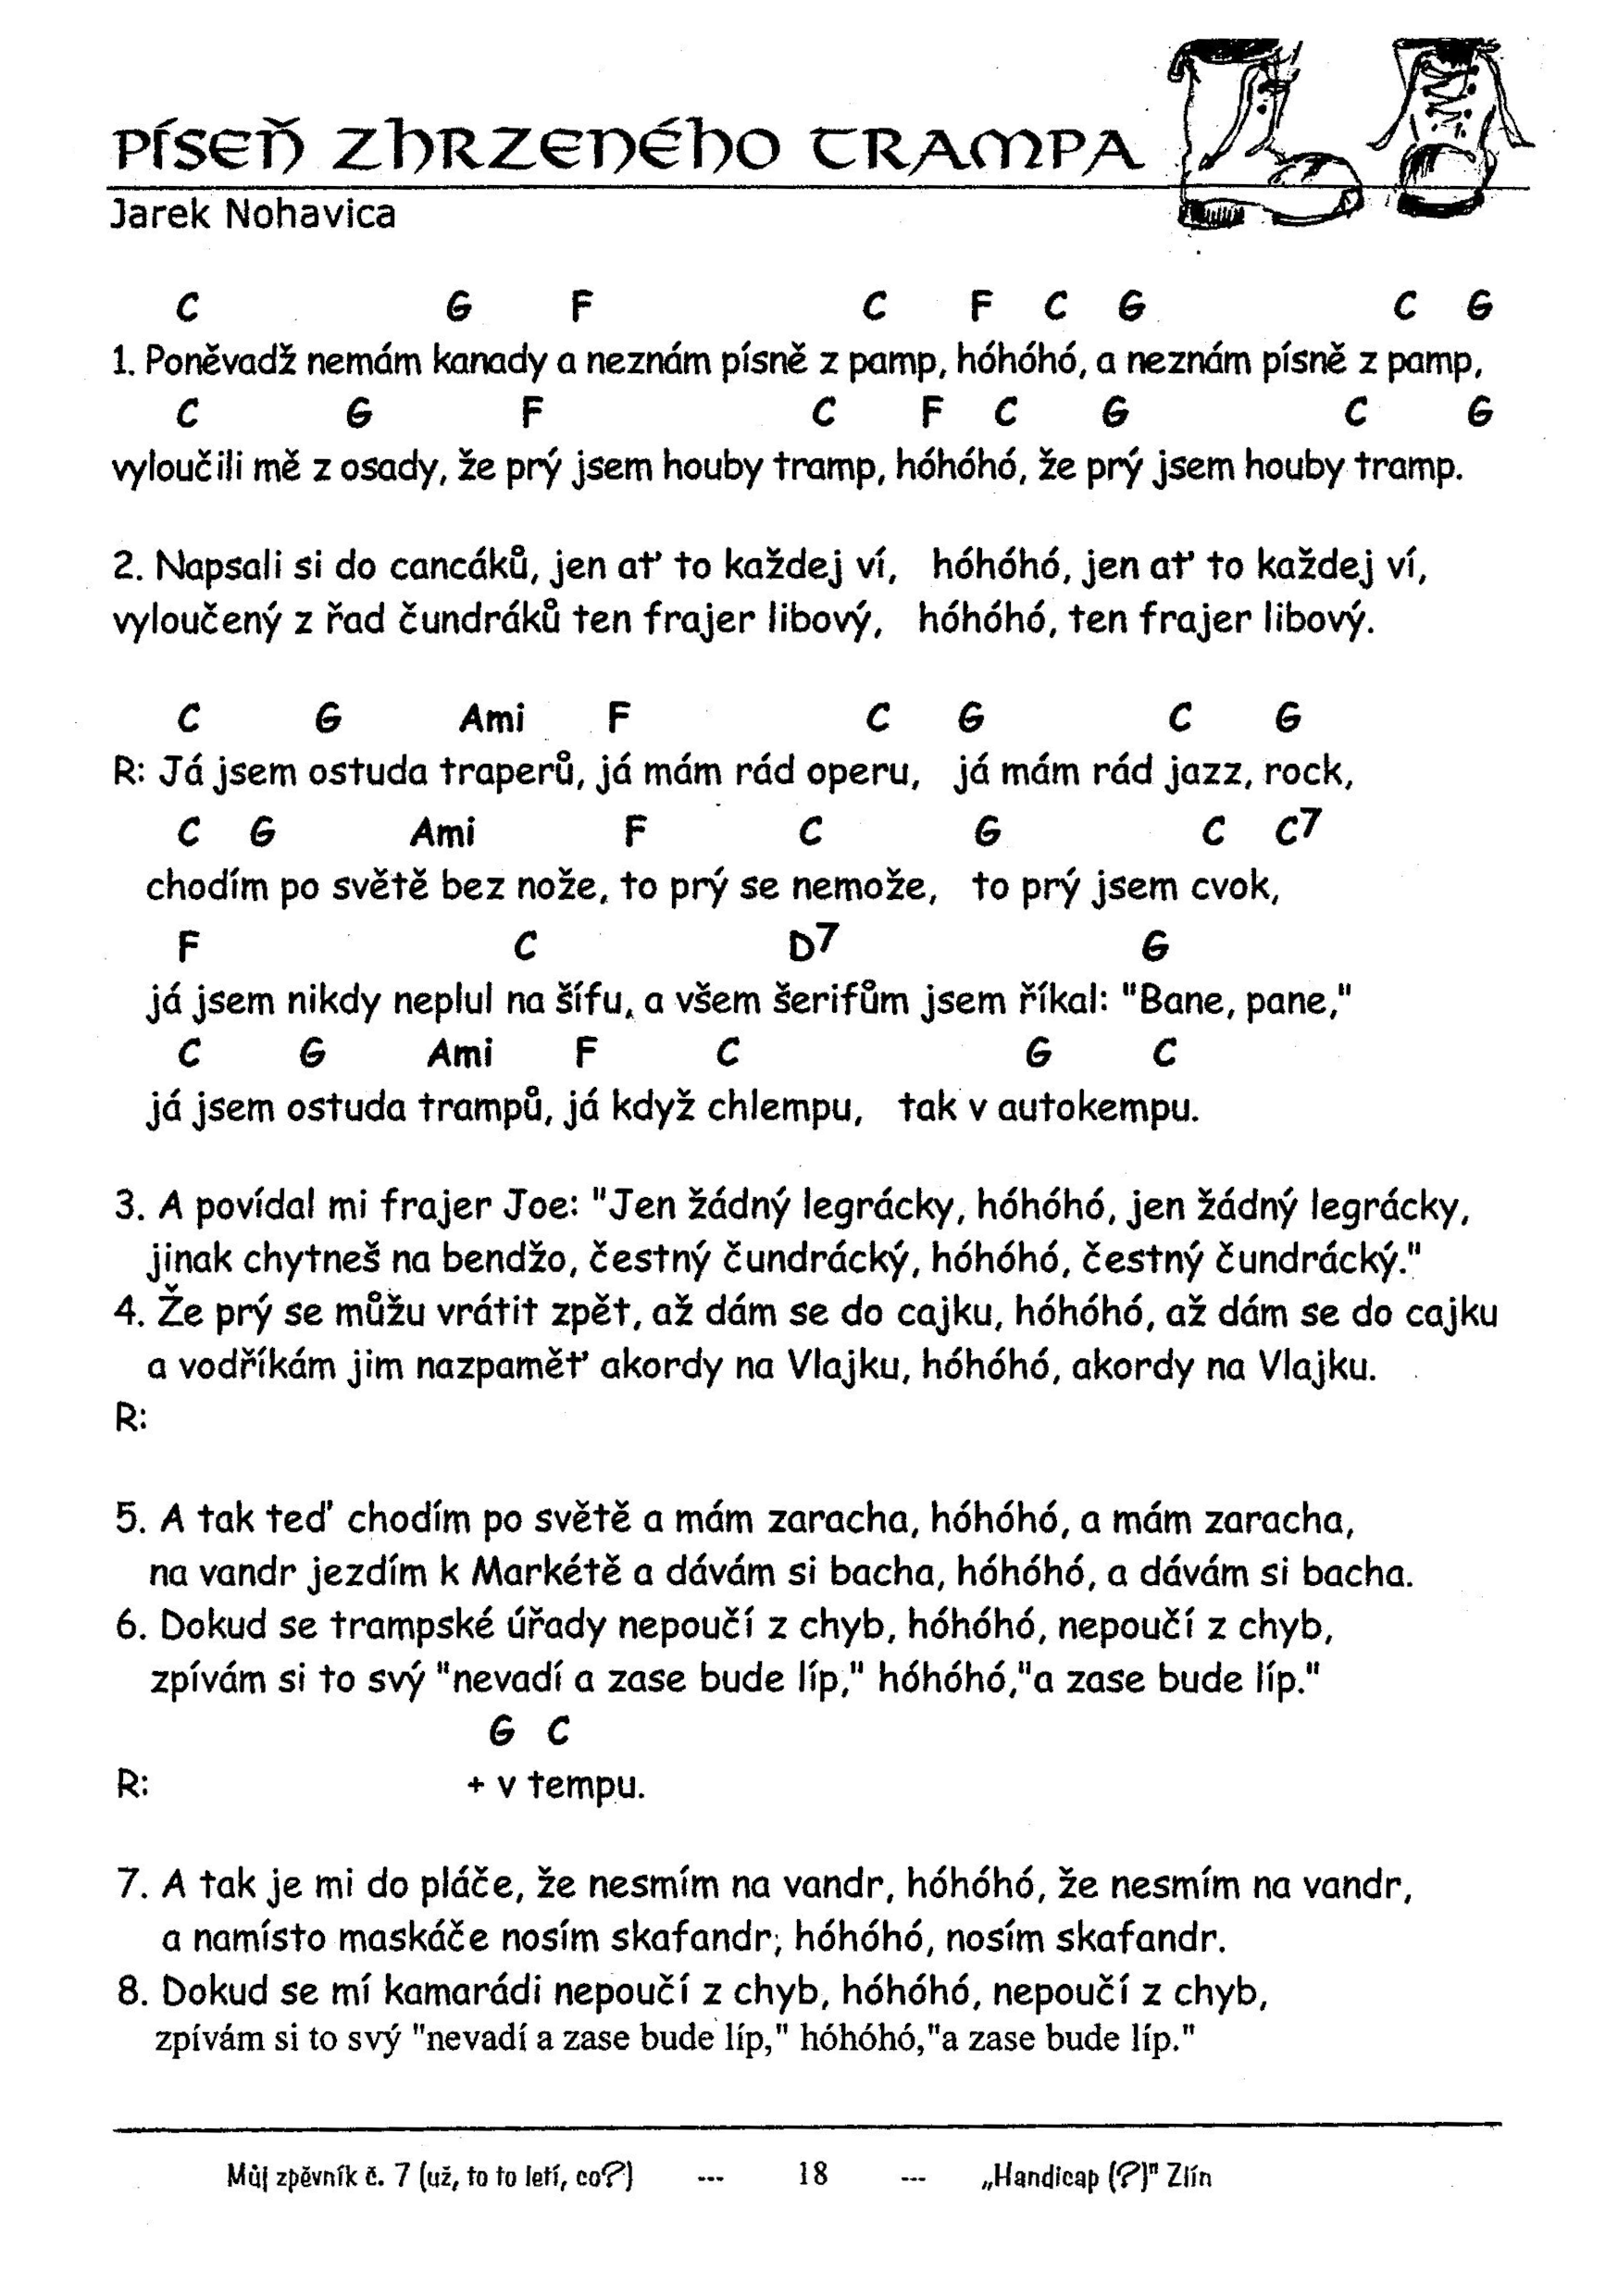 Píseň zhrzeného trampa
Jarek Nohavica
C G F C F C G C G
1. Poněvadž nemám kanady a neznám písně z pamp, hóhóhó, a neznám písně z pamp,
C G F C F C G C G
vyloučili mě z osady, že prý jsem houby tramp, hóhóhó, že prý jsem houby tramp.
2. Napsali si do cancáků, jen ať to každej ví, hóhóhó, jen ať to každej ví,
vyloučený z řad čundráků ten frajer libový, hóhóhó, ten frajer libový.
C G Ami F C G C G
R: Já jsem ostuda traperů, já mám rád operu, já mám rád jazz, rock,
C G Ami F C G C C7
chodím po světě bez nože, to prý se nemože, to prý jsem cvok,
F C D7 G
já jsem nikdy neplul na šífu, a všem šerifům jsem říkal: "Bane, pane,"
C G Ami F C G C
já jsem ostuda trampů, já když chlempu, tak v autokempu.
3. A povídal mi frajer Joe: "Jen žádný legrácky, hóhóhó, jen žádný legrácky,
jinak chytneš na bendžo, čestný čundrácký, hóhóhó, čestný čundrácký."
4. Že prý se můžu vrátit zpět, až dám se do cajku, hóhóhó, až dám se do cajku
a vodříkám jim nazpaměť akordy na Vlajku, hóhóhó, akordy na Vlajku.
R:
5. A tak teď chodím po světě a mám zaracha, hóhóhó, a mám zaracha,
na vandr jezdím k Markétě a dávám si bacha, hóhóhó, a dávám si bacha.
6. Dokud se trampské úřady nepoučí z chyb, hóhóhó, nepoučí z chyb,
zpívám si to svý "nevadí a zase bude líp," hóhóhó,"a zase bude líp."
G C
R: + v tempu.
7. A tak je mi do pláče, že nesmím na vandr, hóhóhó, že nesmím na vandr,
a namísto maskáče nosím skafandr; hóhóhó, nosím skafandr.
8. Dokud se mí kamarádi nepoučí z chyb, hóhóhó, nepoučí z chyb,
zpívám si to svý "nevadí a zase bude líp," hóhóhó,"a zase bude líp."
Můj zpěvník č. 7 (už, to to letí, co?) --- 18 --- „Handicap (?)" Zlín